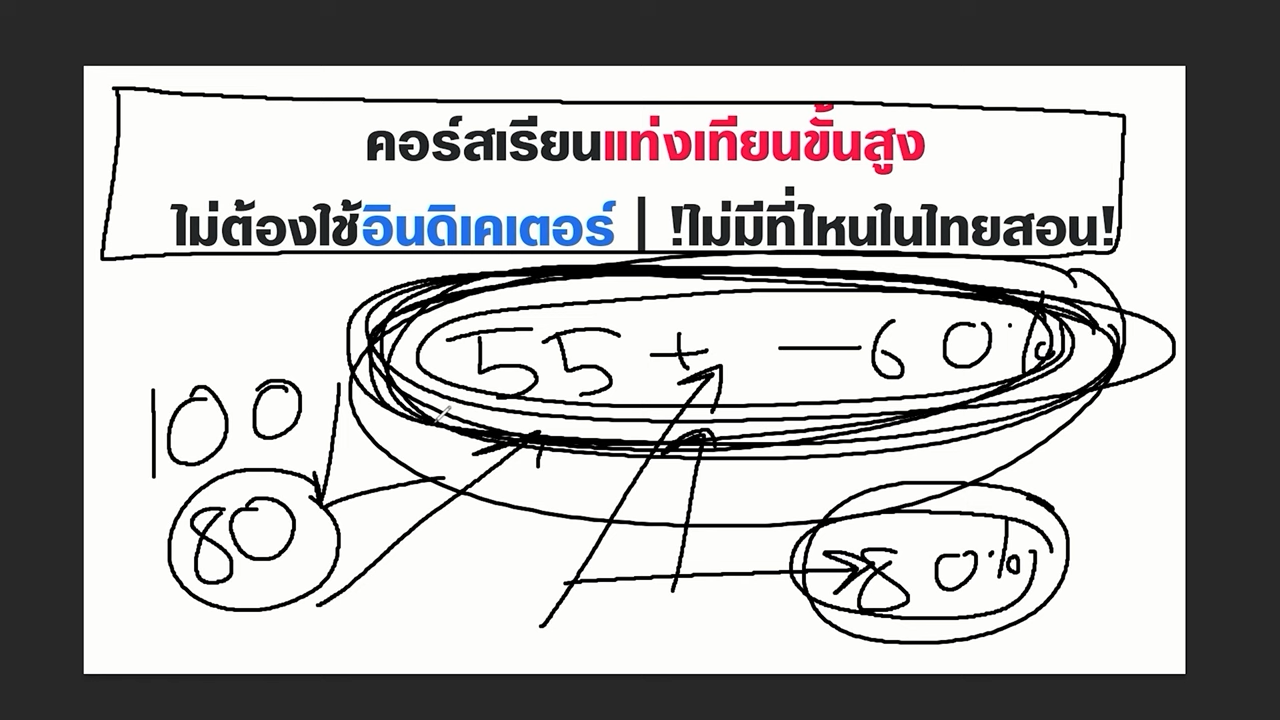 คอร์สเรียนแท่งเทียนขั้นสูง
ไม่ต้องใช้อินดิเคเตอร์ | !ไม่มีที่ไหนในไทยสอน!
55 + — 60%
100
80
80%